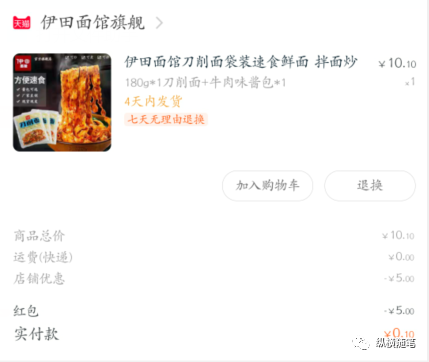 天猫 伊田面馆旗舰 >
伊田面馆刀削面袋装速食鲜面 拌面炒 ¥10.10
180g*1刀削面+牛肉味酱包*1 ×1
4天内发货
七天无理由退换
方便速食
刀削面
加入购物车 退换
商品总价 ¥10.10
运费(快递) ¥0.00
店铺优惠 -¥5.00
红包 -¥5.00
实付款 ¥0.10
纵横随笔